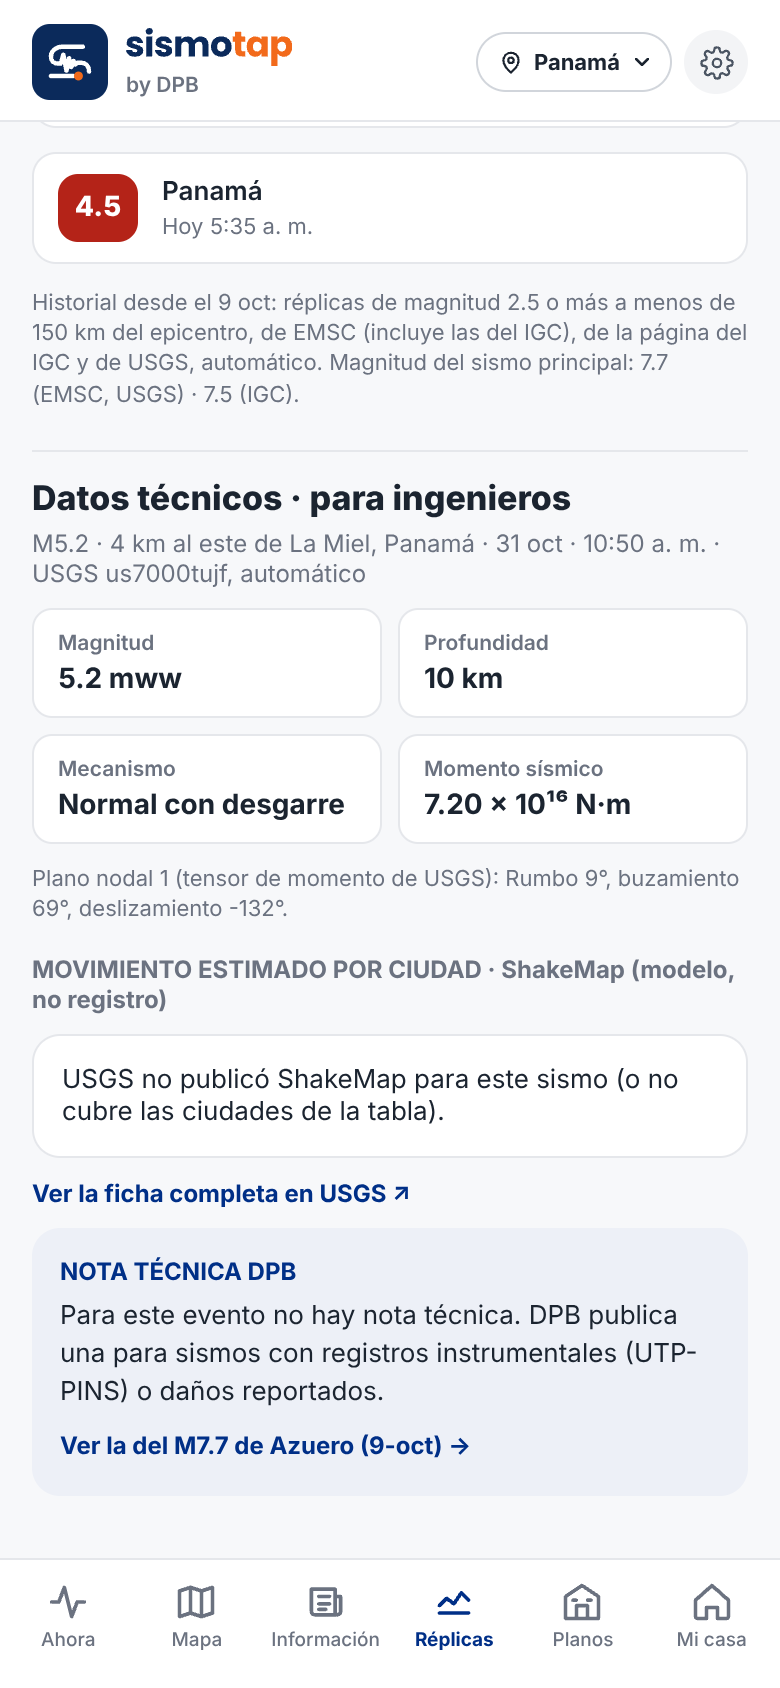 sismotap
by DPB
Panamá
4.5
Panamá
Hoy 5:35 a. m.
Historial desde el 9 oct: réplicas de magnitud 2.5 o más a menos de
150 km del epicentro, de EMSC (incluye las del IGC), de la página del
IGC y de USGS, automático. Magnitud del sismo principal: 7.7
(EMSC, USGS) · 7.5 (IGC).
Datos técnicos · para ingenieros
M5.2 · 4 km al este de La Miel, Panamá · 31 oct · 10:50 a. m. ·
USGS us7000tujf, automático
Magnitud
5.2 mww
Profundidad
10 km
Mecanismo
Normal con desgarre
Momento sísmico
7.20 × 10¹⁶ N·m
Plano nodal 1 (tensor de momento de USGS): Rumbo 9°, buzamiento
69°, deslizamiento -132°.
MOVIMIENTO ESTIMADO POR CIUDAD · ShakeMap (modelo,
no registro)
USGS no publicó ShakeMap para este sismo (o no
cubre las ciudades de la tabla).
Ver la ficha completa en USGS ↗
NOTA TÉCNICA DPB
Para este evento no hay nota técnica. DPB publica
una para sismos con registros instrumentales (UTP-
PINS) o daños reportados.
Ver la del M7.7 de Azuero (9-oct) →
Ahora
Mapa
Información
Réplicas
Planos
Mi casa